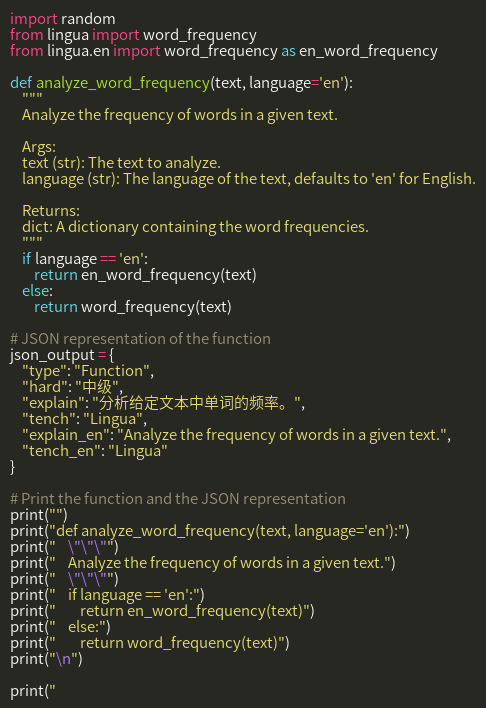 import random
from lingua import word_frequency
from lingua.en import word_frequency as en_word_frequency

def analyze_word_frequency(text, language='en'):
    """
    Analyze the frequency of words in a given text.

    Args:
    text (str): The text to analyze.
    language (str): The language of the text, defaults to 'en' for English.

    Returns:
    dict: A dictionary containing the word frequencies.
    """
    if language == 'en':
        return en_word_frequency(text)
    else:
        return word_frequency(text)

# JSON representation of the function
json_output = {
    "type": "Function",
    "hard": "中级",
    "explain": "分析给定文本中单词的频率。",
    "tench": "Lingua",
    "explain_en": "Analyze the frequency of words in a given text.",
    "tench_en": "Lingua"
}

# Print the function and the JSON representation
print("")
print("def analyze_word_frequency(text, language='en'):")
print("    \"\"\"")
print("    Analyze the frequency of words in a given text.")
print("    \"\"\"")
print("    if language == 'en':")
print("        return en_word_frequency(text)")
print("    else:")
print("        return word_frequency(text)")
print("\n")

print("